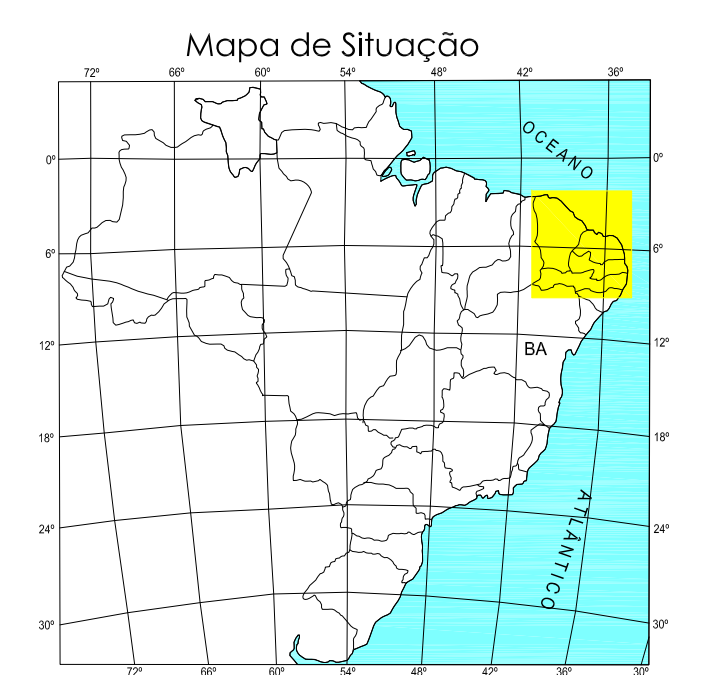 Mapa de Situação
72º 66º 60º 54º 48º 42º 36º
OCEANO
0º 0º
6º 6º
12º 12º
BA
18º 18º
24º 24º
ATLÂNTICO
30º 30º
72º 66º 60º 54º 48º 42º 36º 30º